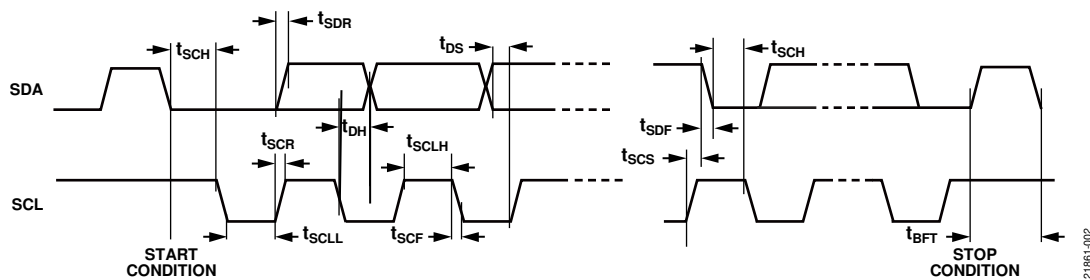 tSDR
tSCH
tDS
tSCH
SDA
tDH
tSDF
tSCR
tSCLH
tSCS
SCL
tSCLL
tSCF
tBFT
START
CONDITION
STOP
CONDITION
21861-002